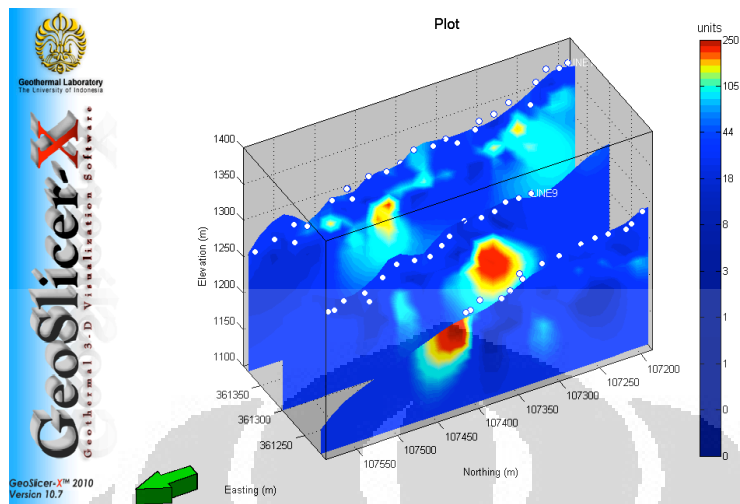 Geothermal Laboratory
The University of Indonesia
GeoSlicer-X
Geothermal 3-D Visualization Software
GeoSlicer-X™ 2010
Version 10.7
Plot
units
250
105
44
18
8
3
1
1
0
0
LINE
LINE9
Elevation (m)
1400
1350
1300
1250
1200
1150
1100
361350
361300
361250
Easting (m)
107550
107500
107450
107400
107350
107300
107250
107200
Northing (m)